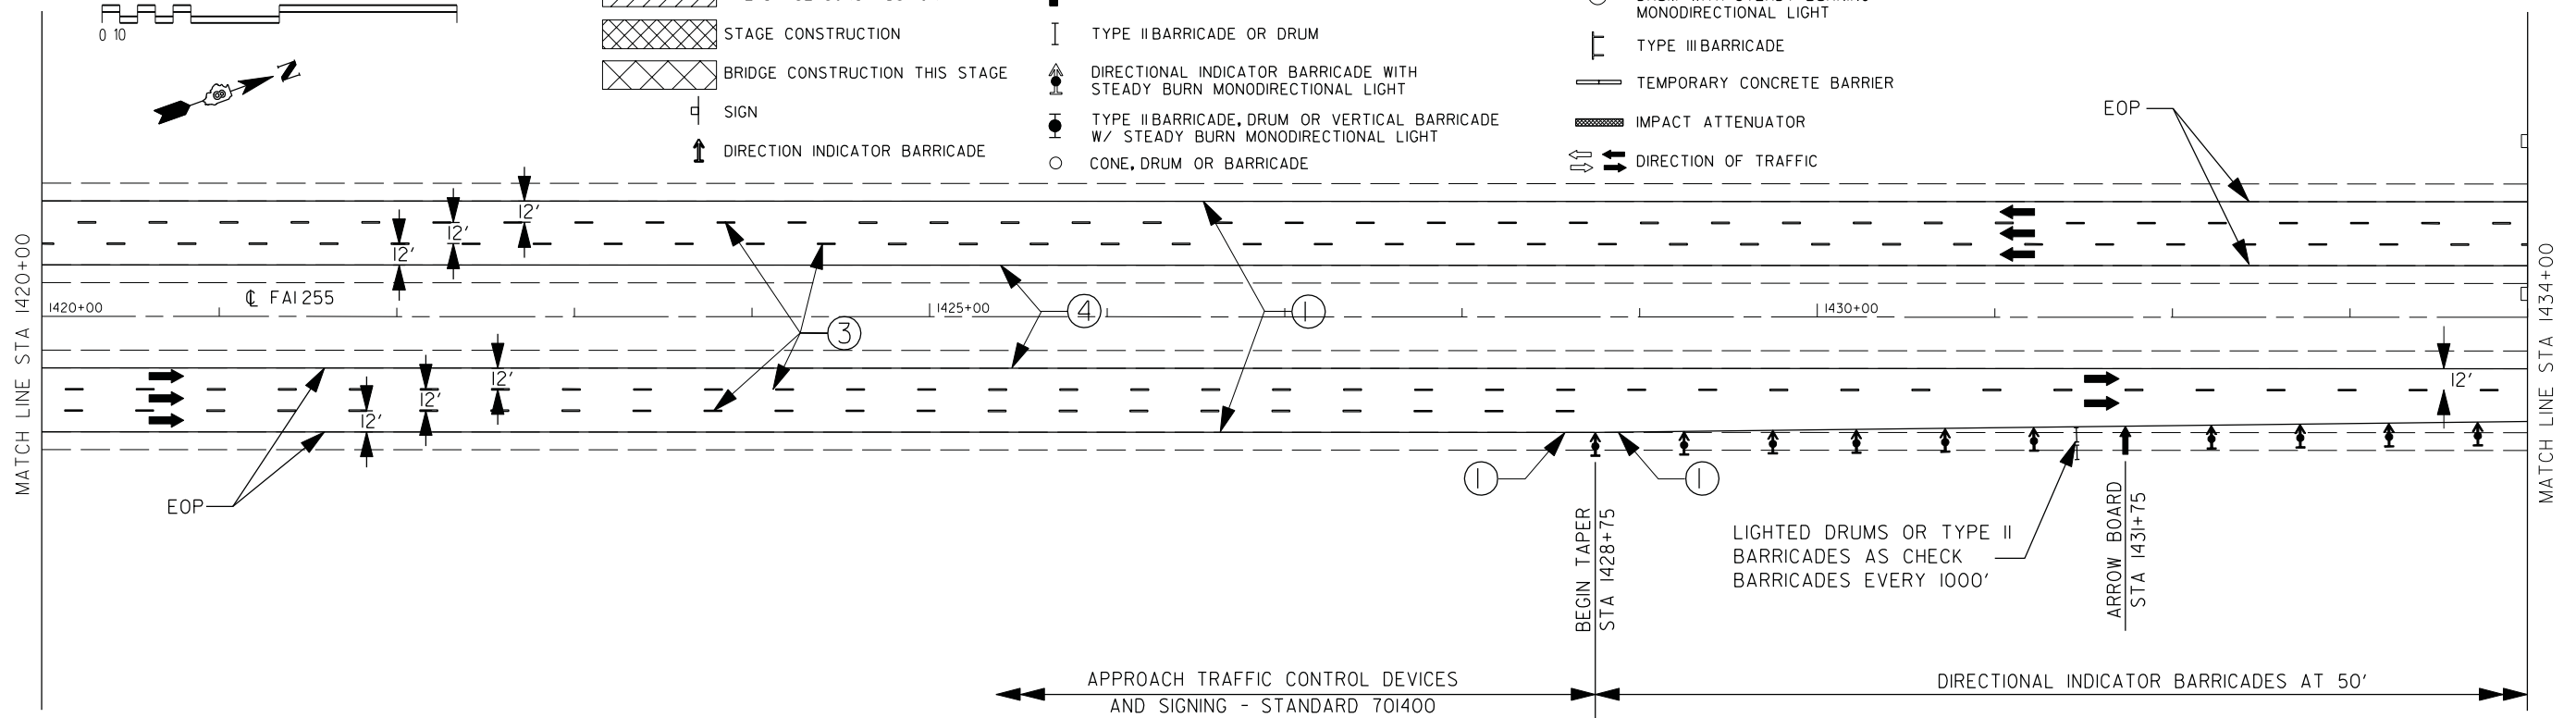 0 10
N
STAGE CONSTRUCTION
BRIDGE CONSTRUCTION THIS STAGE
SIGN
DIRECTION INDICATOR BARRICADE
TYPE II BARRICADE OR DRUM
DIRECTIONAL INDICATOR BARRICADE WITH
STEADY BURN MONODIRECTIONAL LIGHT
TYPE II BARRICADE, DRUM OR VERTICAL BARRICADE
W/ STEADY BURN MONODIRECTIONAL LIGHT
CONE, DRUM OR BARRICADE
MONODIRECTIONAL LIGHT
TYPE III BARRICADE
TEMPORARY CONCRETE BARRIER
IMPACT ATTENUATOR
DIRECTION OF TRAFFIC
EOP
MATCH LINE STA 1420+00
12'
12'
12'
℄ FAI 255
1420+00
1425+00
1430+00
3
4
1
12'
12'
12'
12'
EOP
1
1
BEGIN TAPER
STA 1428+75
LIGHTED DRUMS OR TYPE II
BARRICADES AS CHECK
BARRICADES EVERY 1000'
ARROW BOARD
STA 1431+75
MATCH LINE STA 1434+00
APPROACH TRAFFIC CONTROL DEVICES
AND SIGNING - STANDARD 701400
DIRECTIONAL INDICATOR BARRICADES AT 50'